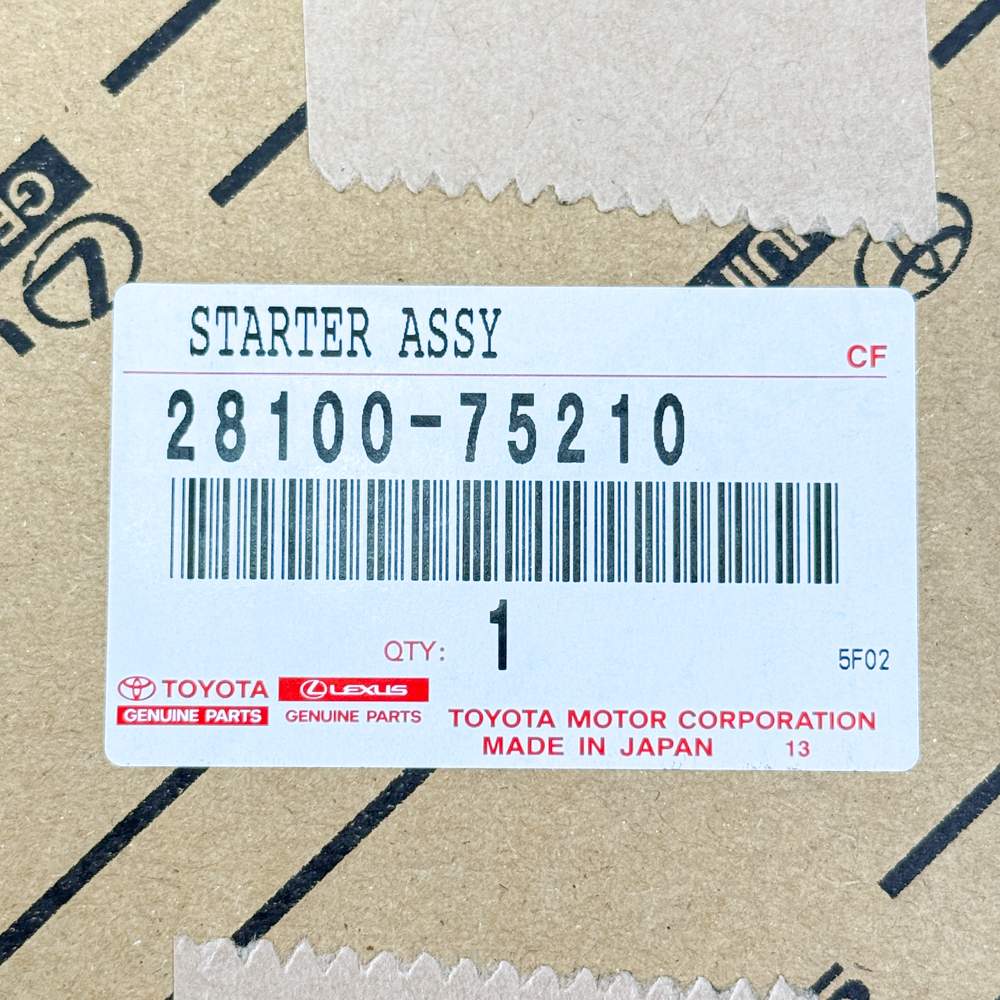 STARTER ASSY
CF
28100-75210
QTY: 1
5F02
TOYOTA LEXUS
GENUINE PARTS GENUINE PARTS
TOYOTA MOTOR CORPORATION
MADE IN JAPAN 13